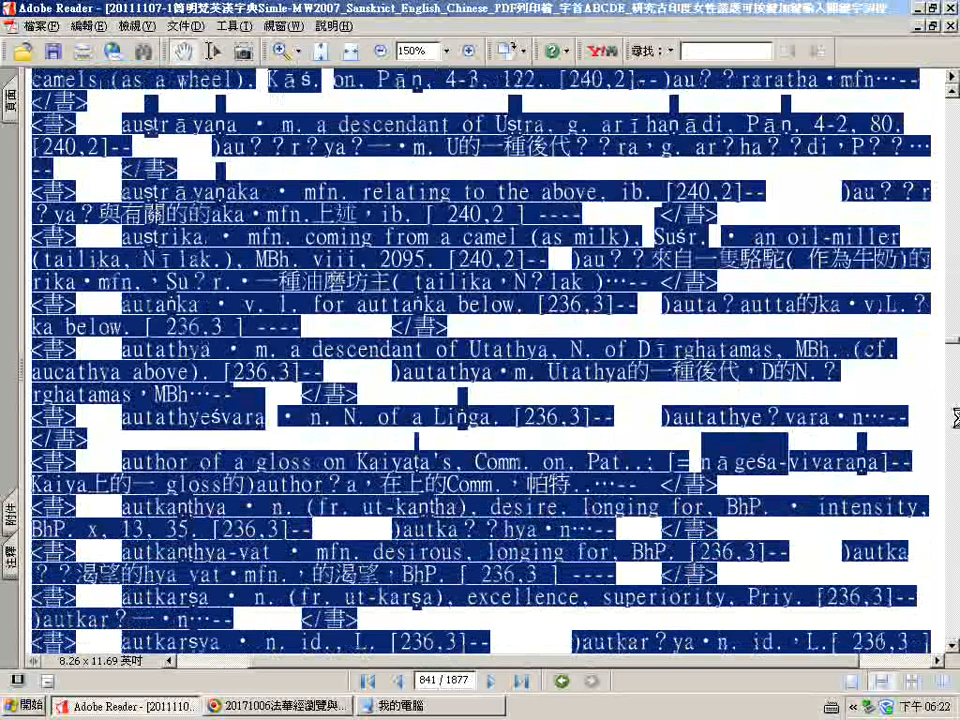 Adobe Reader - [20111107-1簡明梵英漢字典Simle-MW2007_Sanskrit_English_Chinese_PDF列印檔_字首ABCDE_研究古印度女性議題可按
檔案(F) 編輯(E) 檢視(V) 文件(D) 工具(T) 視窗(W) 說明(H)
150% 尋找：
頁面
camels (as a wheel). Kāś. on. Pāṇ, 4-3, 122. [240,2]--)au??raratha·mfn…--
</書>
<書> auṣṭrāyaṇa · m. a descendant of Uṣṭra. g. arīhaṇādi, Pāṇ. 4-2, 80.
[240,2]-- )au??r?ya?一·m. U的一種後代??ra，g. ar?ha??di，P??…
-- </書>
<書> auṣṭrāyaṇaka · mfn. relating to the above, ib. [240,2]-- )au??r
?ya?與有關的的aka·mfn.上述，ib. [ 240,2 ] ---- </書>
<書> auṣṭrika · mfn. coming from a camel (as milk), Suśr. · an oil-miller
(tailika, Nīlak.), MBh. viii, 2095. [240,2]-- )au??來自一隻駱駝( 作為牛奶)的
rika·mfn.，Su?r.·一種油磨坊主( tailika，N?lak )…-- </書>
<書> autaṅka · v. l. for auttaṅka below. [236,3]-- )auta?autta的ka·v)L.?
ka below. [ 236,3 ] ---- </書>
<書> autathya · m. a descendant of Utathya, N. of Dīrghatamas, MBh. (cf.
aucathya above). [236,3]-- )autathya·m. Utathya的一種後代，D的N.?
rghatamas，MBh…-- </書>
<書> autathyeśvara · n. N. of a Liṅga. [236,3]-- )autathye?vara·n…--
</書>
<書> author of a gloss on Kaiyaṭa's, Comm. on. Pat..; [= nāgeśa-vivaraṇa]--
Kaiya上的一 gloss的)author?a，在上的Comm.，帕特..…-- </書>
<書> autkaṇṭhya · n. (fr. ut-kaṇṭha), desire, longing for, BhP. · intensity,
BhP. x, 13, 35. [236,3]-- )autka??hya·n…-- </書>
<書> autkaṇṭhya-vat · mfn. desirous, longing for, BhP. [236,3]-- )autka
??渴望的hya vat·mfn.，的渴望，BhP. [ 236,3 ] ---- </書>
<書> autkarṣa · n. (fr. ut-karṣa), excellence, superiority, Priy. [236,3]--
)autkar?一·n…-- </書>
<書> autkarṣya · n. id., L. [236,3]-- )autkar?ya·n. id.，L.[ 236,3 ]
附件
注釋
8.26 x 11.69 英吋
841 / 1877
開始 Adobe Reader - [201110... 20171006法華經瀏覽與... 我的電腦 下午 06:22